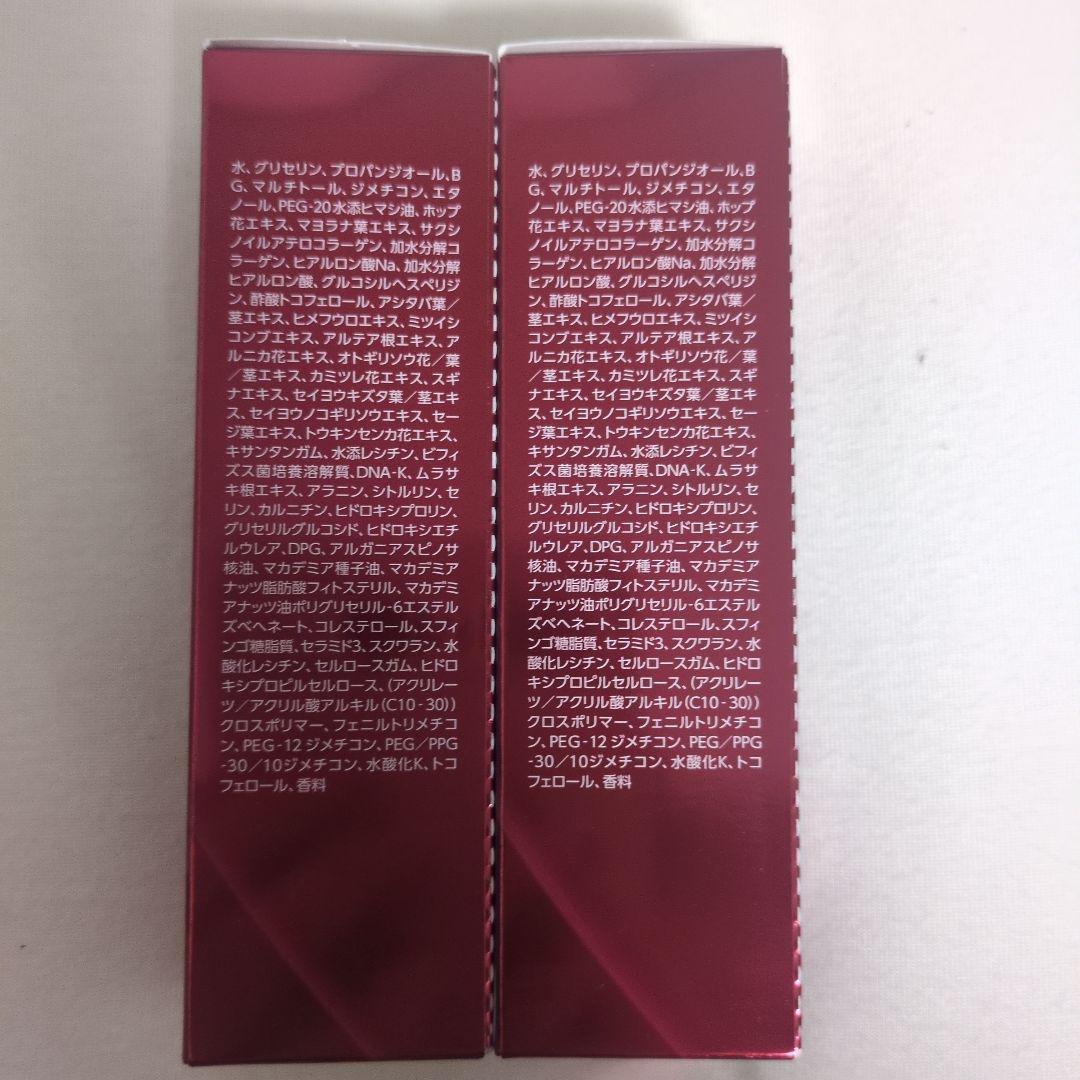 水、グリセリン、プロパンジオール、B
G、マルチトール、ジメチコン、エタ
ノール、PEG-20水添ヒマシ油、ホップ
花エキス、マヨラナ葉エキス、サクシ
ノイルアテロコラーゲン、加水分解コ
ラーゲン、ヒアルロン酸Na、加水分解
ヒアルロン酸、グルコシルヘスペリジ
ン、酢酸トコフェロール、アシタバ葉/
茎エキス、ヒメフウロエキス、ミツイシ
コンブエキス、アルテア根エキス、ア
ルニカ花エキス、オトギリソウ花/葉
/茎エキス、カミツレ花エキス、スギ
ナエキス、セイヨウキズタ葉/茎エキ
ス、セイヨウノコギリソウエキス、セー
ジ葉エキス、トウキンセンカ花エキス、
キサンタンガム、水添レシチン、ビフィ
ズス菌培養溶解質、DNA-K、ムラサ
キ根エキス、アラニン、シトルリン、セ
リン、カルニチン、ヒドロキシプロリン、
グリセリルグルコシド、ヒドロキシエチ
ルウレア、DPG、アルガニアスピノサ
核油、マカデミア種子油、マカデミア
ナッツ脂肪酸フィトステリル、マカデミ
アナッツ油ポリグリセリル-6エステル
ズベヘネート、コレステロール、スフィ
ンゴ糖脂質、セラミド3、スクワラン、水
酸化レシチン、セルロースガム、ヒドロ
キシプロピルセルロース、(アクリレー
ツ/アクリル酸アルキル(C10-30))
クロスポリマー、フェニルトリメチコ
ン、PEG-12ジメチコン、PEG/PPG
-30/10ジメチコン、水酸化K、トコ
フェロール、香料
水、グリセリン、プロパンジオール、B
G、マルチトール、ジメチコン、エタ
ノール、PEG-20水添ヒマシ油、ホップ
花エキス、マヨラナ葉エキス、サクシ
ノイルアテロコラーゲン、加水分解コ
ラーゲン、ヒアルロン酸Na、加水分解
ヒアルロン酸、グルコシルヘスペリジ
ン、酢酸トコフェロール、アシタバ葉/
茎エキス、ヒメフウロエキス、ミツイシ
コンブエキス、アルテア根エキス、ア
ルニカ花エキス、オトギリソウ花/葉
/茎エキス、カミツレ花エキス、スギ
ナエキス、セイヨウキズタ葉/茎エキ
ス、セイヨウノコギリソウエキス、セー
ジ葉エキス、トウキンセンカ花エキス、
キサンタンガム、水添レシチン、ビフィ
ズス菌培養溶解質、DNA-K、ムラサ
キ根エキス、アラニン、シトルリン、セ
リン、カルニチン、ヒドロキシプロリン、
グリセリルグルコシド、ヒドロキシエチ
ルウレア、DPG、アルガニアスピノサ
核油、マカデミア種子油、マカデミア
ナッツ脂肪酸フィトステリル、マカデミ
アナッツ油ポリグリセリル-6エステル
ズベヘネート、コレステロール、スフィ
ンゴ糖脂質、セラミド3、スクワラン、水
酸化レシチン、セルロースガム、ヒドロ
キシプロピルセルロース、(アクリレー
ツ/アクリル酸アルキル(C10-30))
クロスポリマー、フェニルトリメチコ
ン、PEG-12ジメチコン、PEG/PPG
-30/10ジメチコン、水酸化K、トコ
フェロール、香料